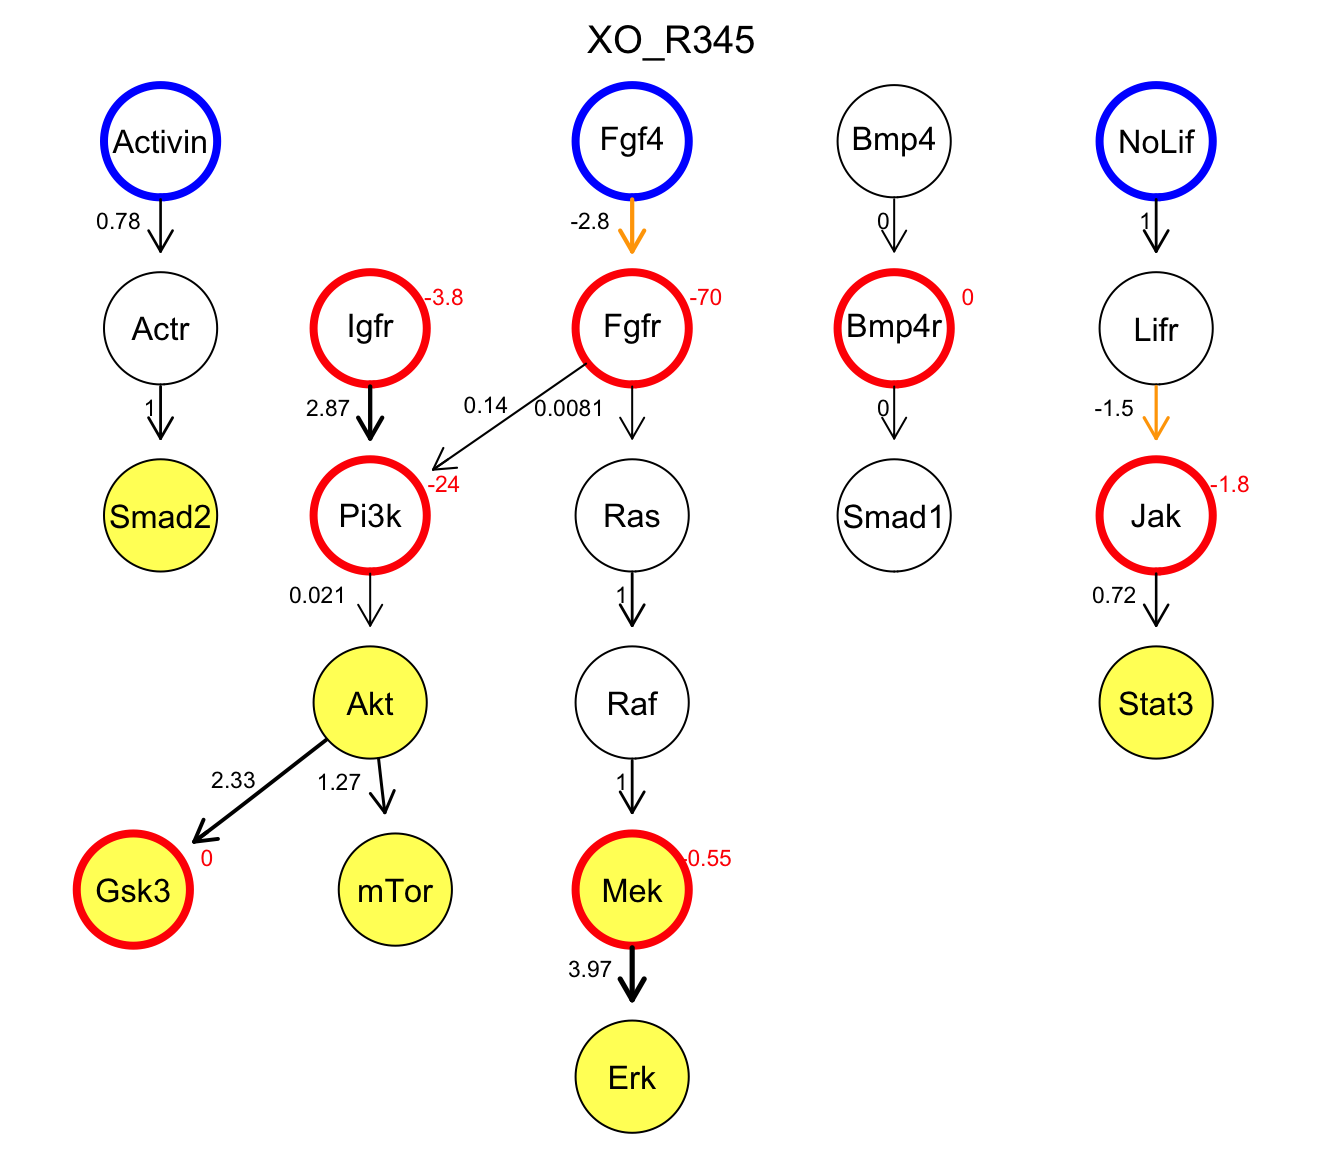 XO_R345
Activin
Fgf4
Bmp4
NoLif
0.78
-2.8
0
1
Actr
Igfr
-3.8
Fgfr
-70
Bmp4r
0
Lifr
1
2.87
0.14
0.0081
0
-1.5
Smad2
Pi3k
-24
Ras
Smad1
Jak
-1.8
0.021
1
0.72
Akt
Raf
Stat3
2.33
1.27
1
Gsk3
0
mTor
Mek
-0.55
3.97
Erk